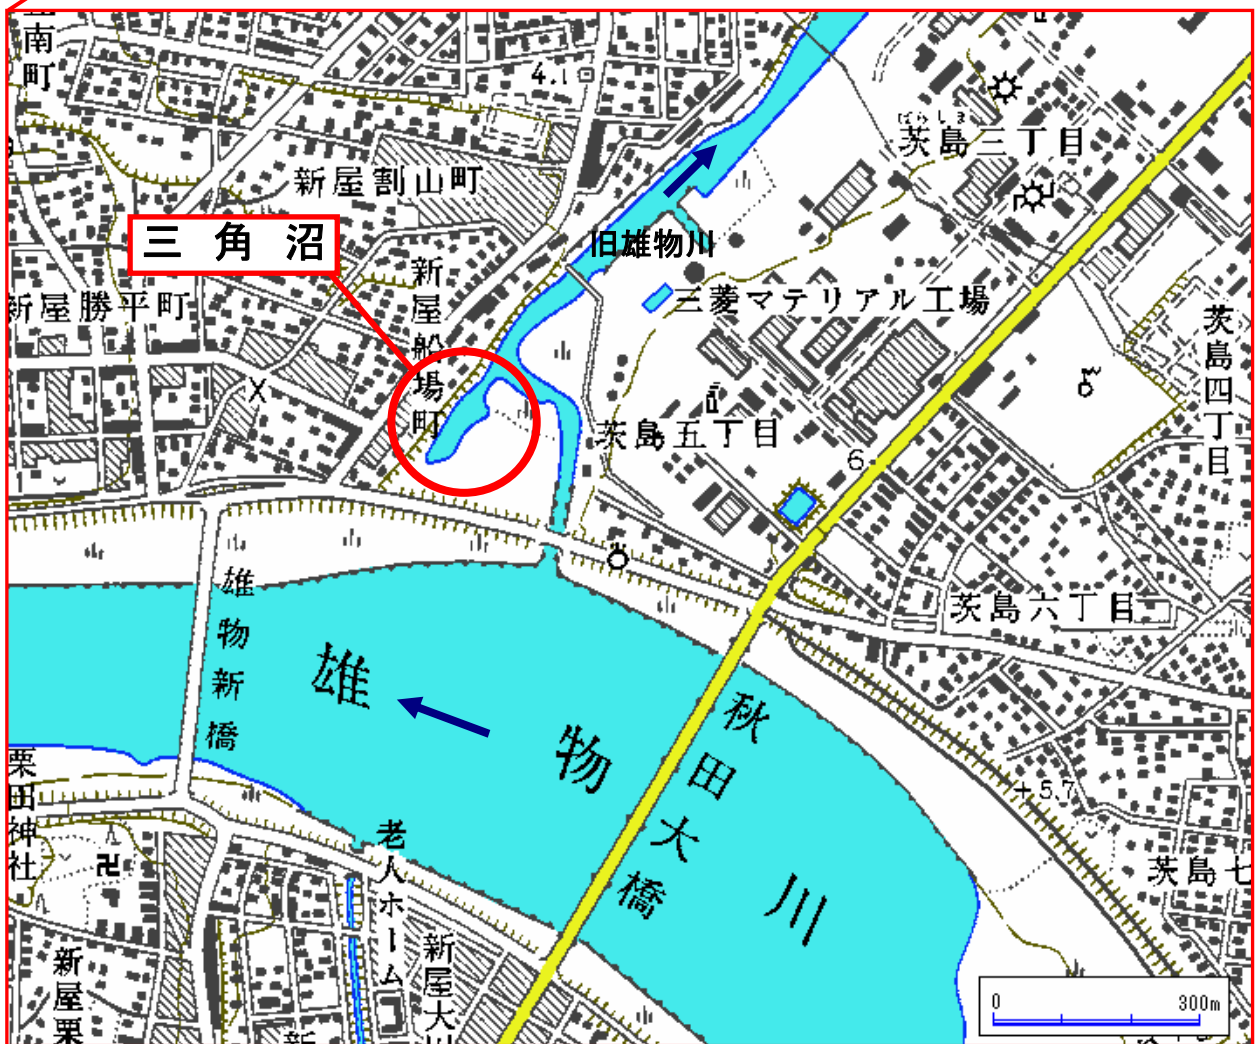 南町
4.1
茨島三丁目
ばらしま
新屋割山町
三角沼
旧雄物川
新屋船場町
新屋勝平町
三菱マテリアル工場
茨島四丁目
茨島五丁目
6
雄物新橋
茨島六丁目
雄物川
秋田大橋
5.7
栗田神社
老人ホーム
茨島七
新屋栗
新屋大川
新
0 300m